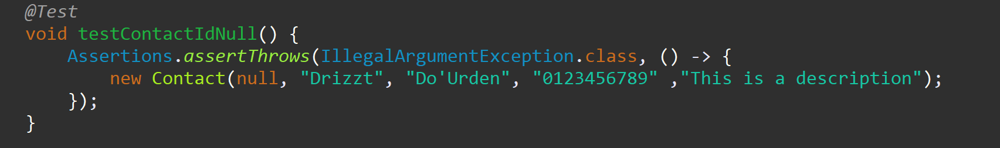 @Test
void testContactIdNull() {
    Assertions.assertThrows(IllegalArgumentException.class, () -> {
        new Contact(null, "Drizzt", "Do'Urden", "0123456789" ,"This is a description");
    });
}